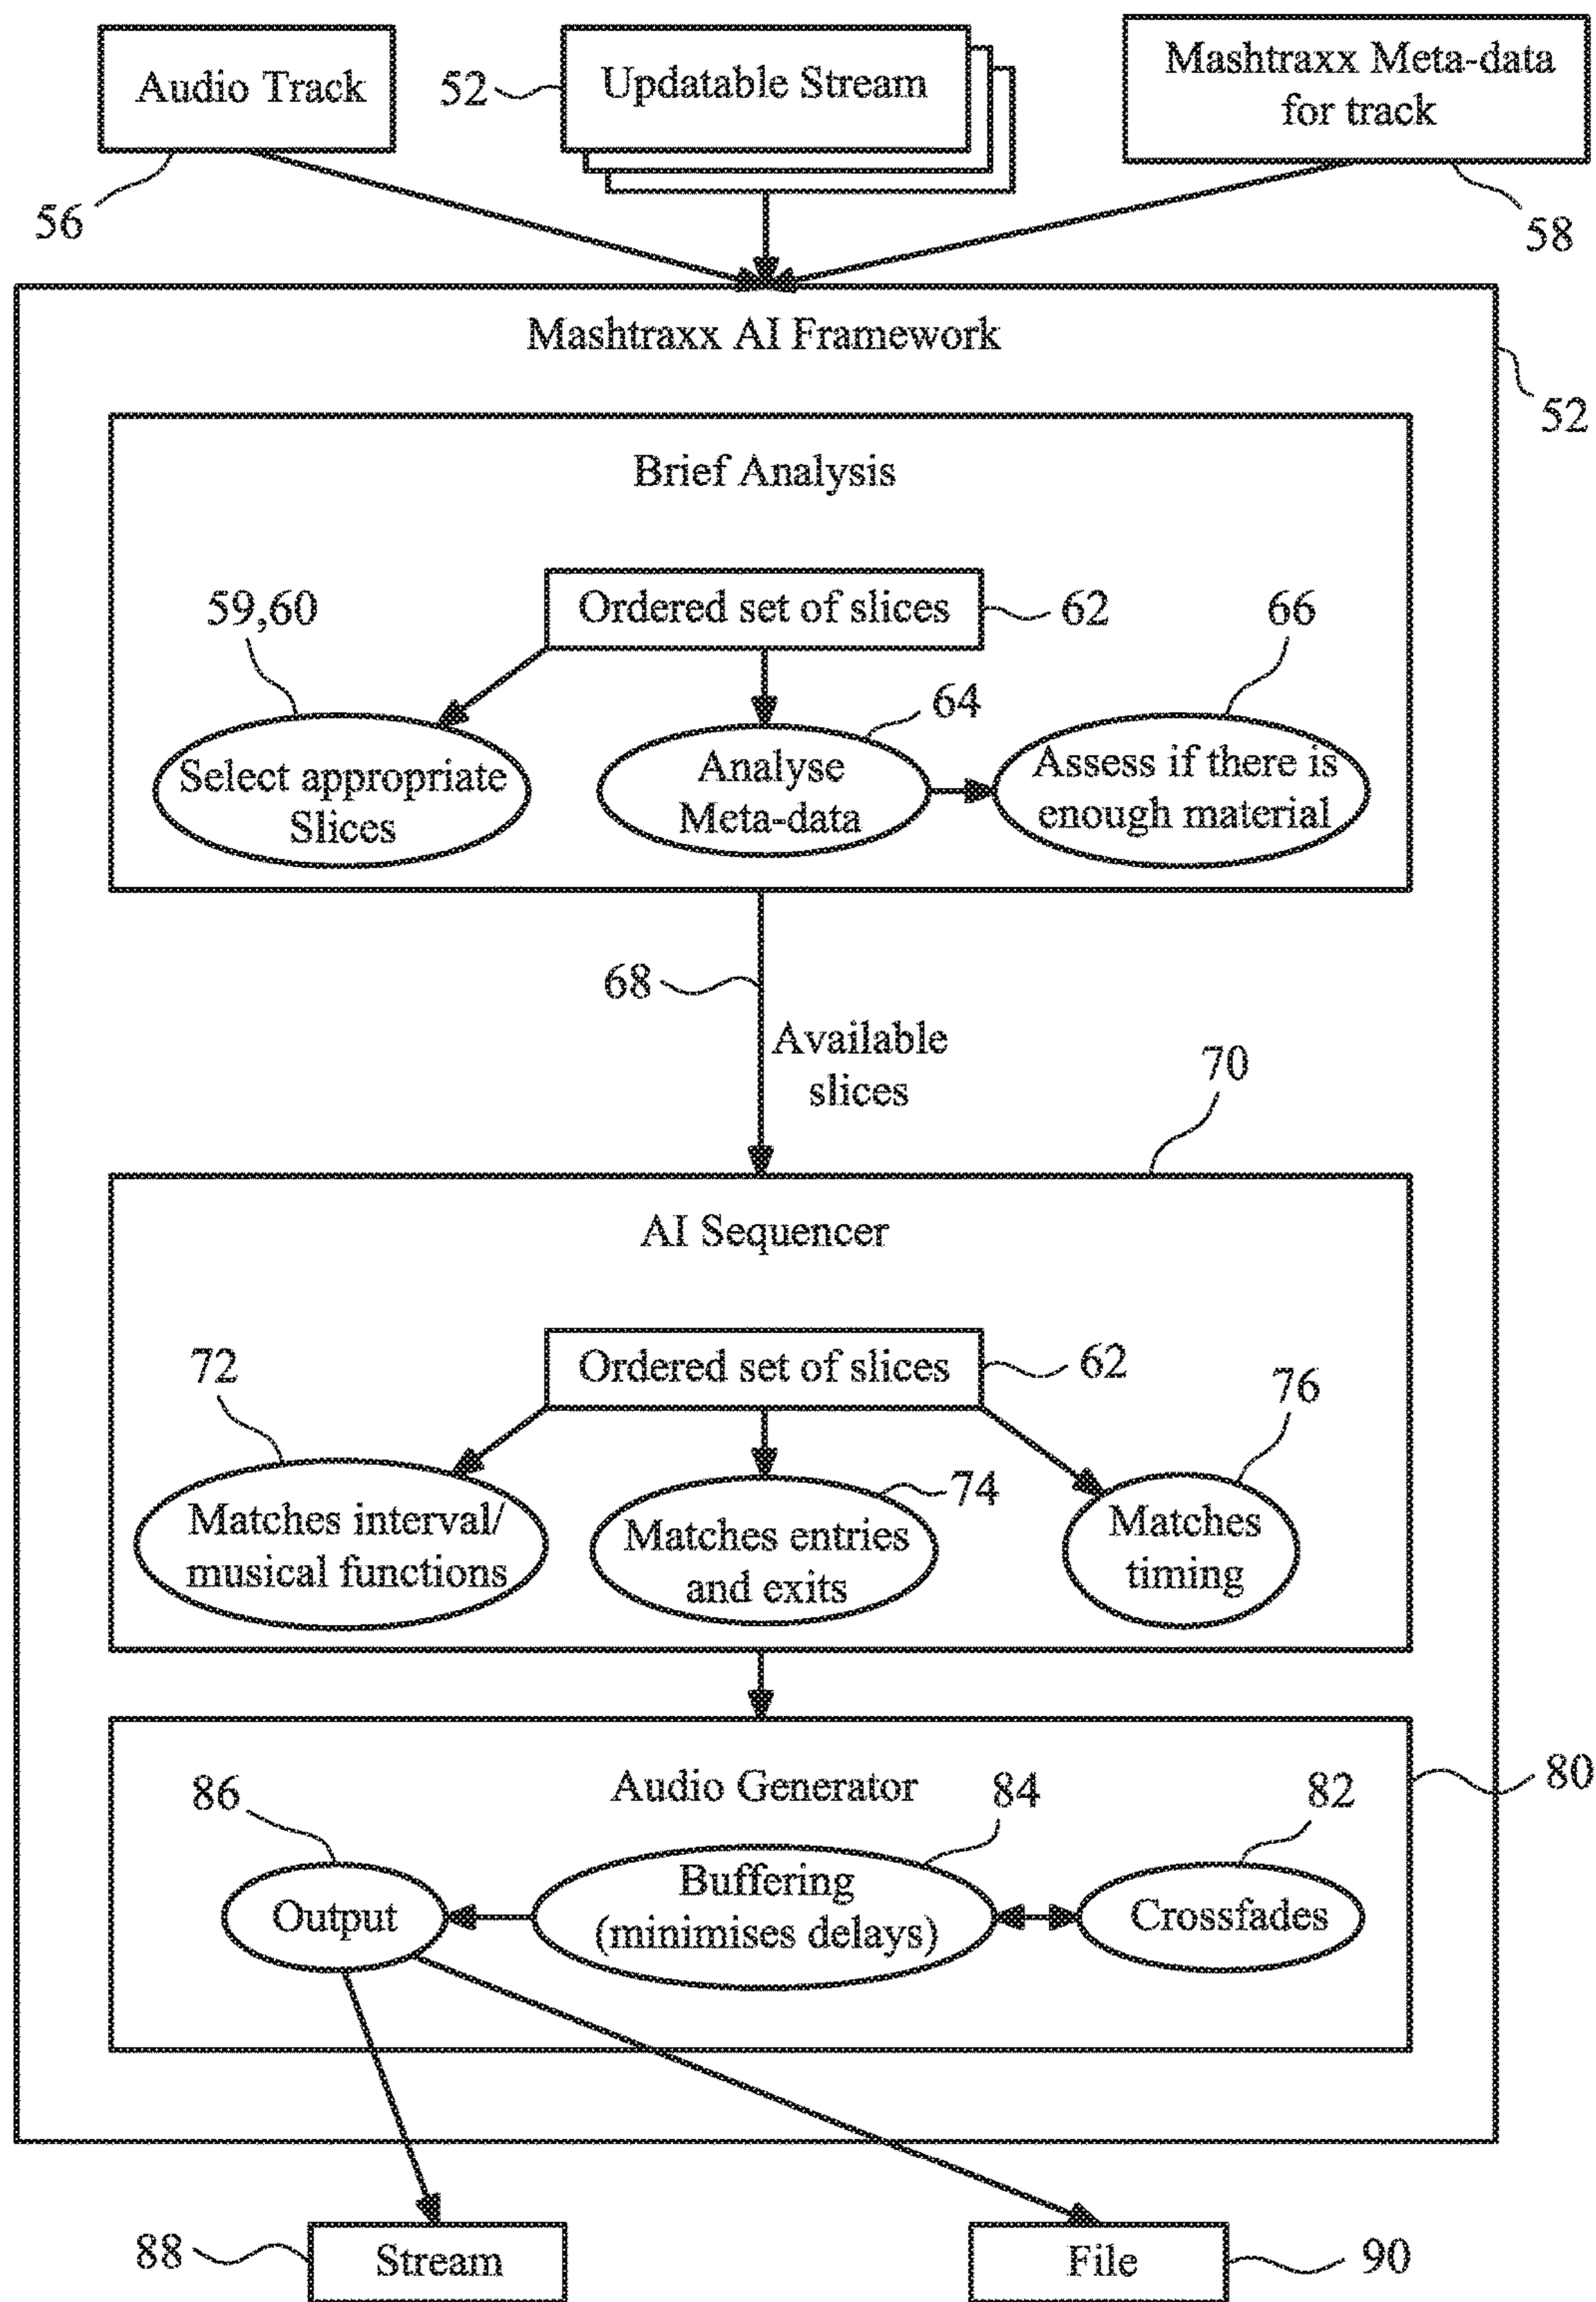 Audio Track
52
Updatable Stream
Mashtraxx Meta-data
for track
56
58
Mashtraxx AI Framework
52
Brief Analysis
59,60
Ordered set of slices
62
66
64
Select appropriate
Slices
Analyse
Meta-data
Assess if there is
enough material
68
Available
slices
70
AI Sequencer
72
Ordered set of slices
62
76
74
Matches interval/
musical functions
Matches entries
and exits
Matches
timing
86
Audio Generator
84
82
80
Output
Buffering
(minimises delays)
Crossfades
88
Stream
File
90